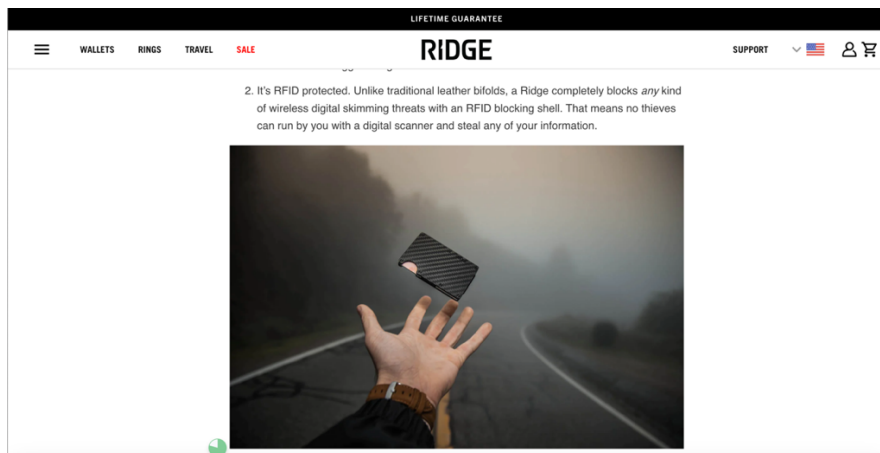 LIFETIME GUARANTEE
WALLETS RINGS TRAVEL SALE RIDGE SUPPORT
2. It's RFID protected. Unlike traditional leather bifolds, a Ridge completely blocks any kind
of wireless digital skimming threats with an RFID blocking shell. That means no thieves
can run by you with a digital scanner and steal any of your information.